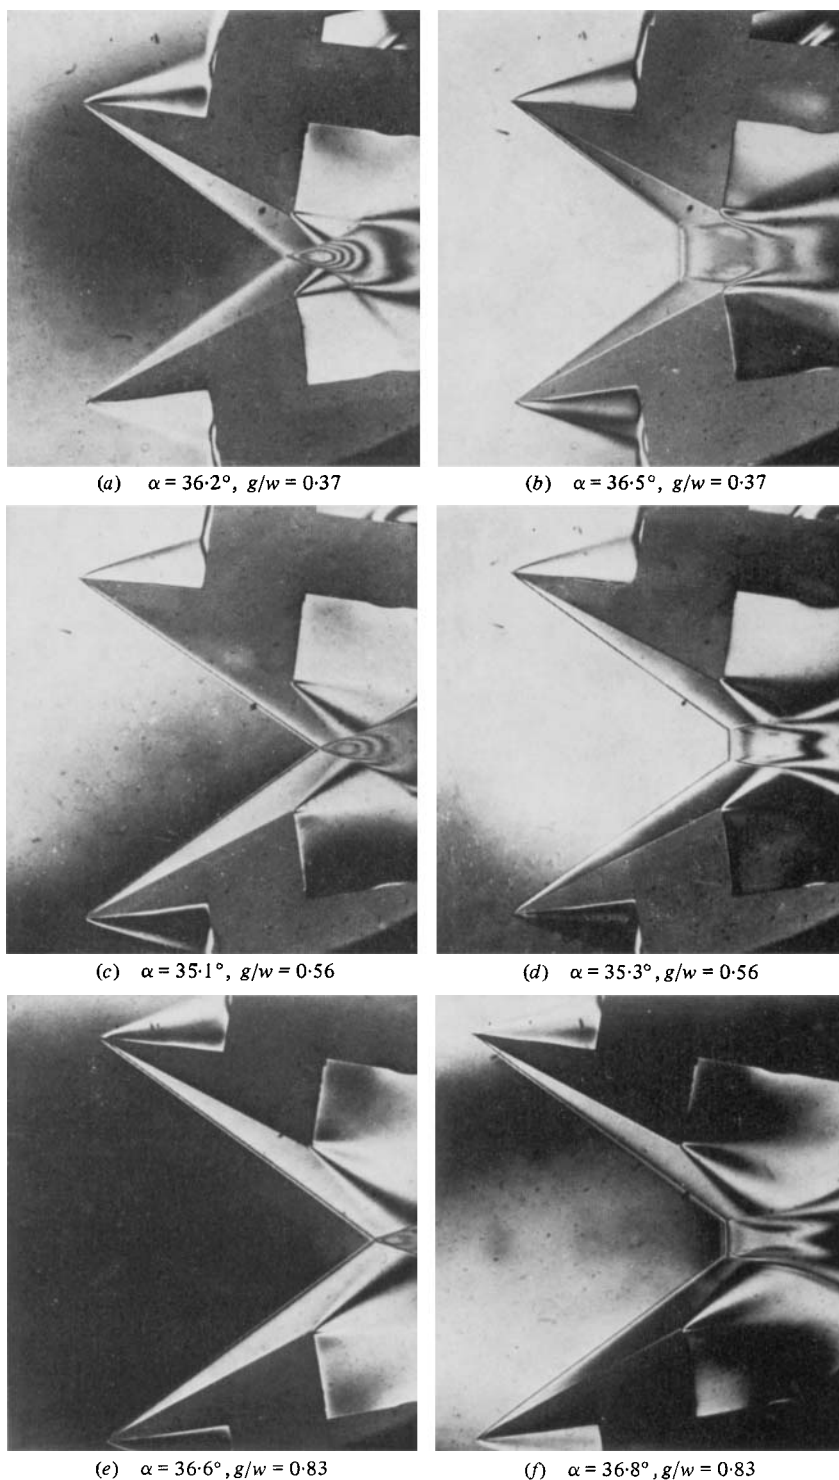 (a) α = 36·2°, g/w = 0·37
(b) α = 36·5°, g/w = 0·37
(c) α = 35·1°, g/w = 0·56
(d) α = 35·3°, g/w = 0·56
(e) α = 36·6°, g/w = 0·83
(f) α = 36·8°, g/w = 0·83